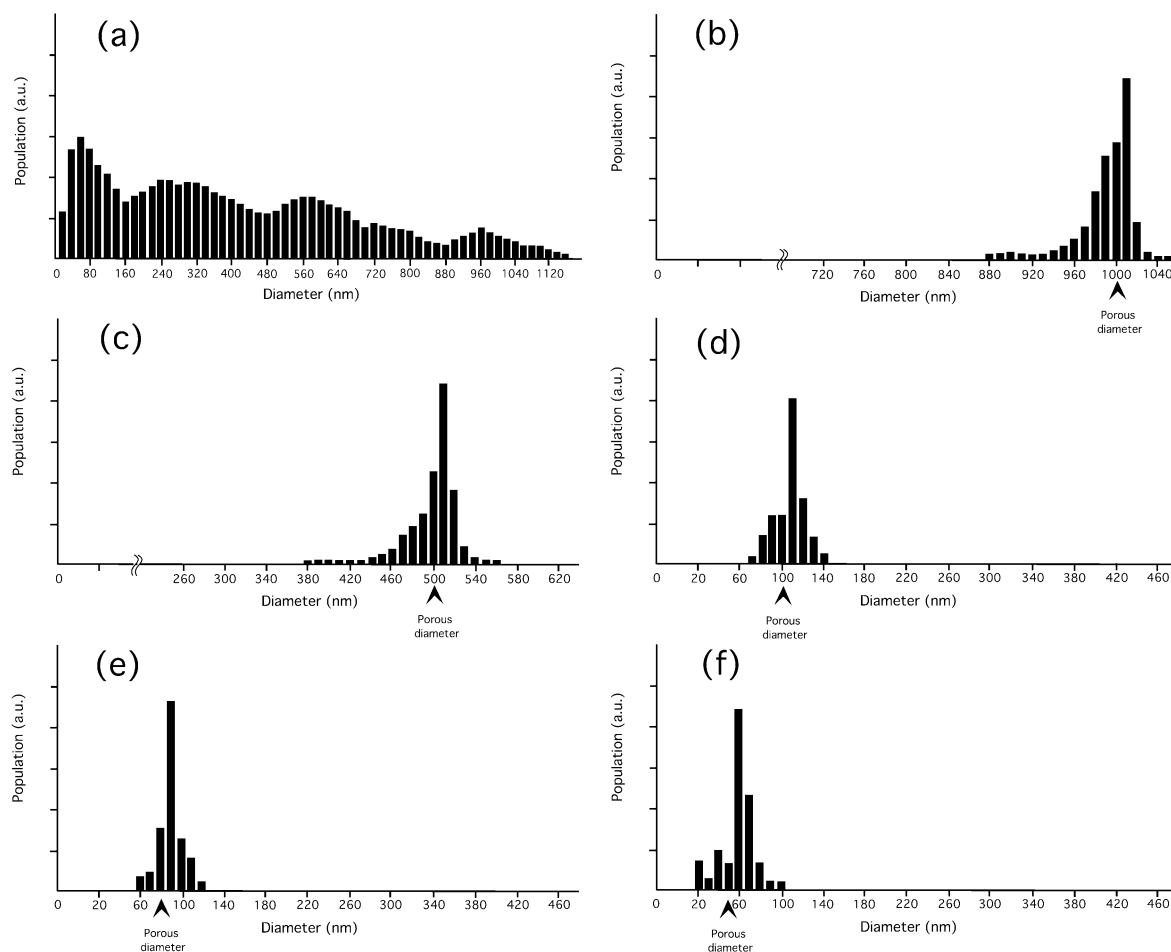 (a)
Population (a.u.)
0 80 160 240 320 400 480 560 640 720 800 880 960 1040 1120
Diameter (nm)
(b)
Population (a.u.)
0 720 760 800 840 880 920 960 1000 1040
Diameter (nm)
Porous
diameter
(c)
Population (a.u.)
0 260 300 340 380 420 460 500 540 580 620
Diameter (nm)
Porous
diameter
(d)
Population (a.u.)
0 20 60 100 140 180 220 260 300 340 380 420 460
Diameter (nm)
Porous
diameter
(e)
Population (a.u.)
0 20 60 100 140 180 220 260 300 340 380 420 460
Diameter (nm)
Porous
diameter
(f)
Population (a.u.)
0 20 60 100 140 180 220 260 300 340 380 420 460
Diameter (nm)
Porous
diameter